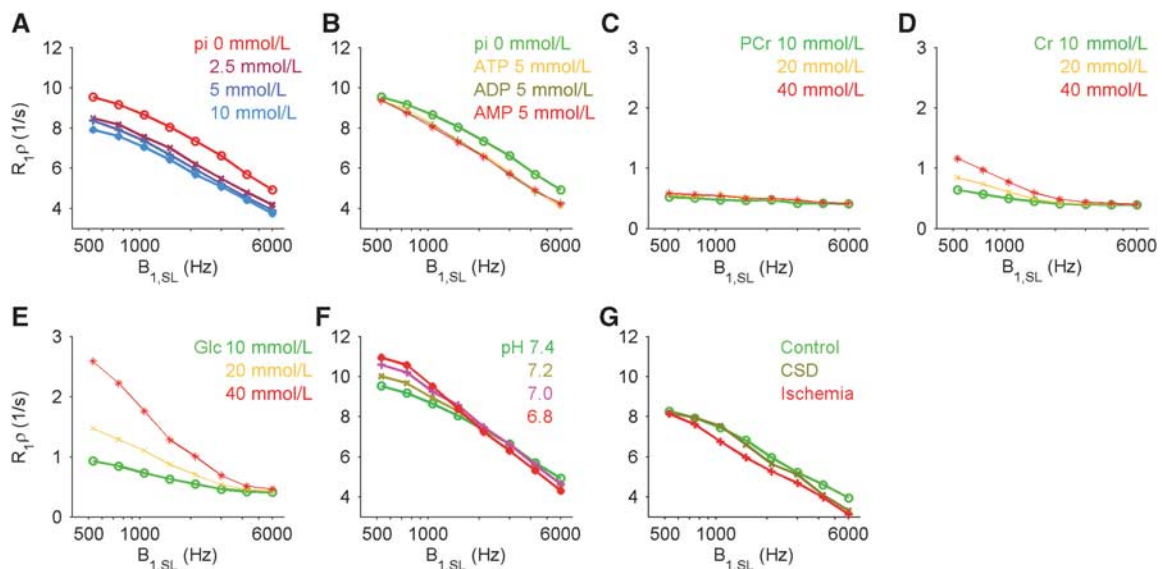 A
12
10
8
6
4
R1ρ (1/s)
500 1000 6000
B1,SL (Hz)
pi 0 mmol/L
2.5 mmol/L
5 mmol/L
10 mmol/L
B
12
10
8
6
4
500 1000 6000
B1,SL (Hz)
pi 0 mmol/L
ATP 5 mmol/L
ADP 5 mmol/L
AMP 5 mmol/L
C
3
2
1
0
500 1000 6000
B1,SL (Hz)
PCr 10 mmol/L
20 mmol/L
40 mmol/L
D
3
2
1
0
500 1000 6000
B1,SL (Hz)
Cr 10 mmol/L
20 mmol/L
40 mmol/L
E
3
2
1
0
R1ρ (1/s)
500 1000 6000
B1,SL (Hz)
Glc 10 mmol/L
20 mmol/L
40 mmol/L
F
12
10
8
6
4
500 1000 6000
B1,SL (Hz)
pH 7.4
7.2
7.0
6.8
G
12
10
8
6
4
500 1000 6000
B1,SL (Hz)
Control
CSD
Ischemia